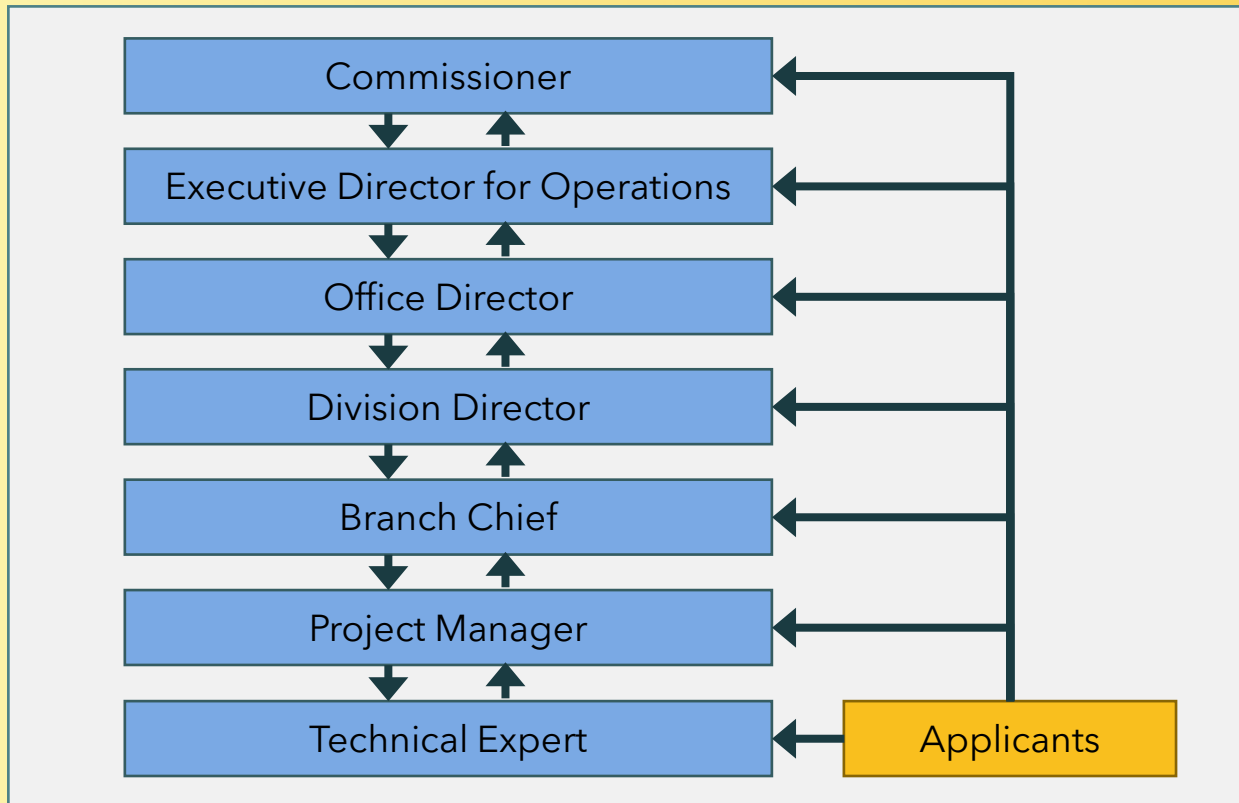 Commissioner
Executive Director for Operations
Office Director
Division Director
Branch Chief
Project Manager
Technical Expert
Applicants